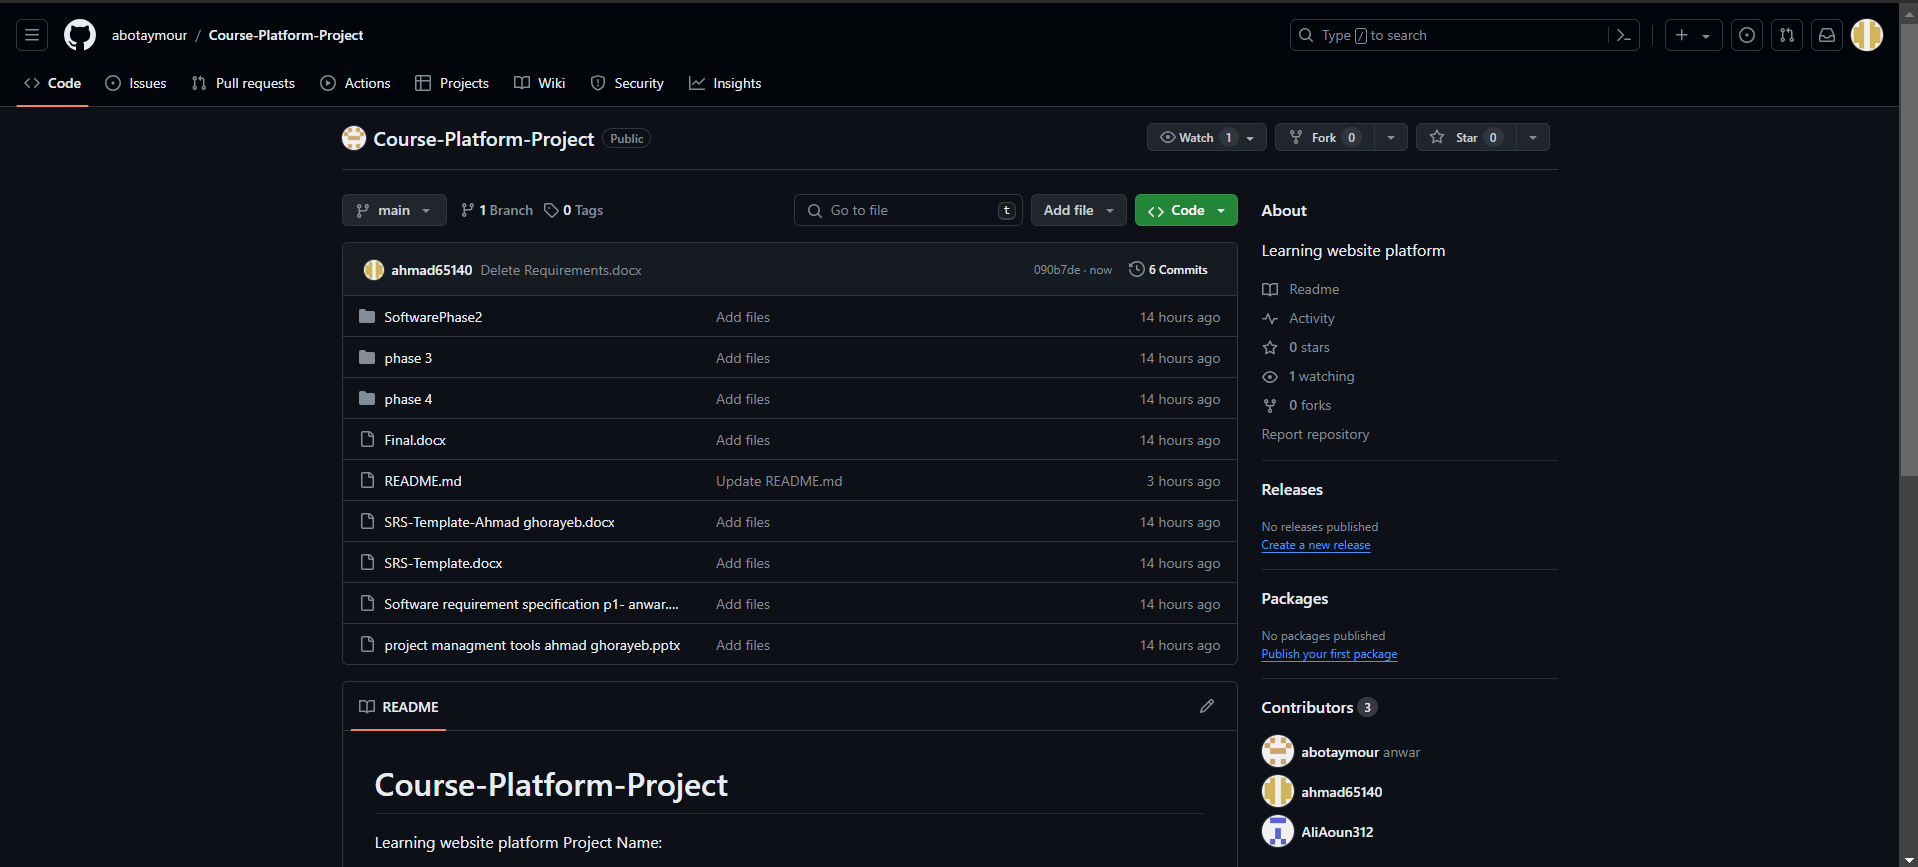 abotaymour / Course-Platform-Project
Type / to search
Code Issues Pull requests Actions Projects Wiki Security Insights
Course-Platform-Project Public
Watch 1 Fork 0 Star 0
main 1 Branch 0 Tags Go to file t Add file Code
ahmad65140 Delete Requirements.docx 090b7de · now 6 Commits
SoftwarePhase2 Add files 14 hours ago
phase 3 Add files 14 hours ago
phase 4 Add files 14 hours ago
Final.docx Add files 14 hours ago
README.md Update README.md 3 hours ago
SRS-Template-Ahmad ghorayeb.docx Add files 14 hours ago
SRS-Template.docx Add files 14 hours ago
Software requirement specification p1- anwar.... Add files 14 hours ago
project managment tools ahmad ghorayeb.pptx Add files 14 hours ago
README
Course-Platform-Project
Learning website platform Project Name:
About
Learning website platform
Readme
Activity
0 stars
1 watching
0 forks
Report repository
Releases
No releases published
Create a new release
Packages
No packages published
Publish your first package
Contributors 3
abotaymour anwar
ahmad65140
AliAoun312